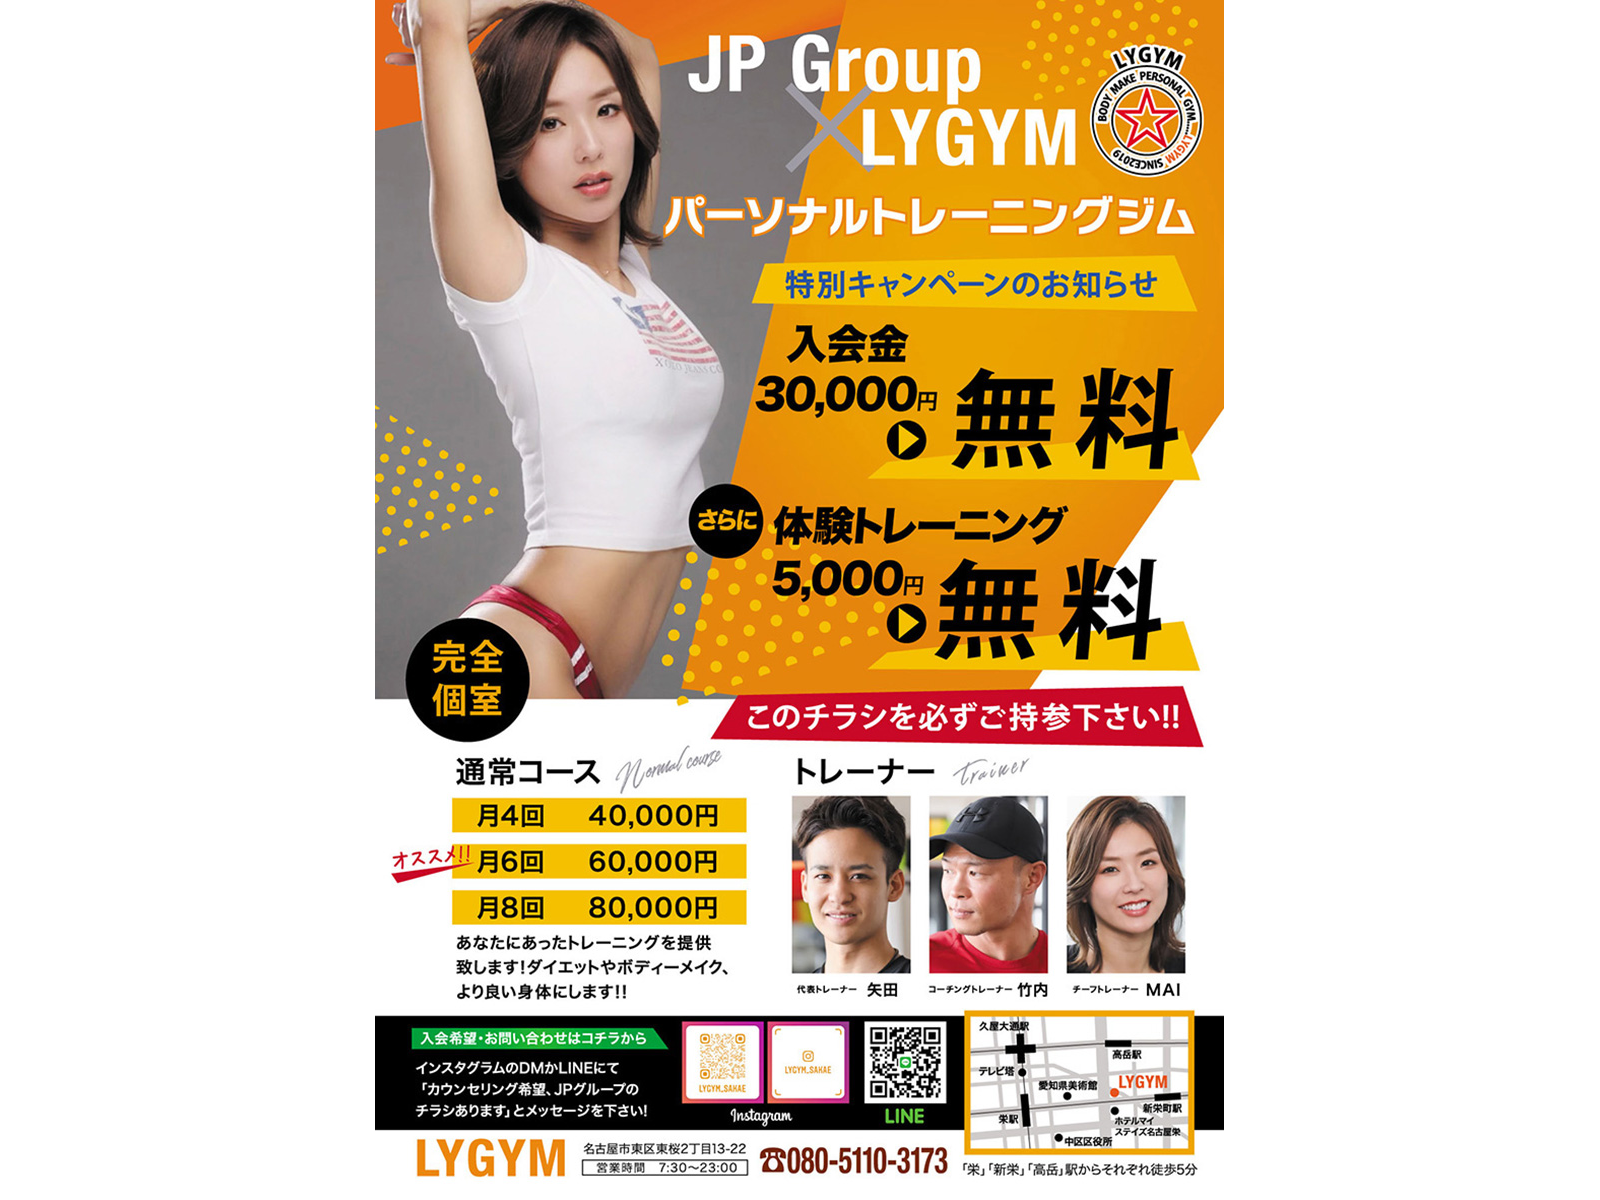 JP Group
×LYGYM
LYGYM
BODY MAKE PERSONAL GYM......LYGYM SINCE2019
パーソナルトレーニングジム
特別キャンペーンのお知らせ
入会金
30,000円
無料
さらに
体験トレーニング
5,000円
無料
完全
個室
このチラシを必ずご持参下さい!!
通常コース Normal course
月4回 40,000円
オススメ!!
月6回 60,000円
月8回 80,000円
あなたにあったトレーニングを提供
致します!ダイエットやボディーメイク、
より良い身体にします!!
トレーナー trainer
代表トレーナー 矢田
コーチングトレーナー 竹内
チーフトレーナー MAI
入会希望・お問い合わせはコチラから
インスタグラムのDMかLINEにて
「カウンセリング希望、JPグループの
チラシあります」とメッセージを下さい!
LYGYM_SAKAE
LYGYM_SAKAE
Instagram
LINE
久屋大通駅
高岳駅
テレビ塔
愛知県美術館
LYGYM
栄駅
新栄町駅
ホテルマイ
ステイズ名古屋栄
中区区役所
LYGYM
名古屋市東区東桜2丁目13-22
営業時間 7:30〜23:00
☎080-5110-3173
「栄」「新栄」「高岳」駅からそれぞれ徒歩5分